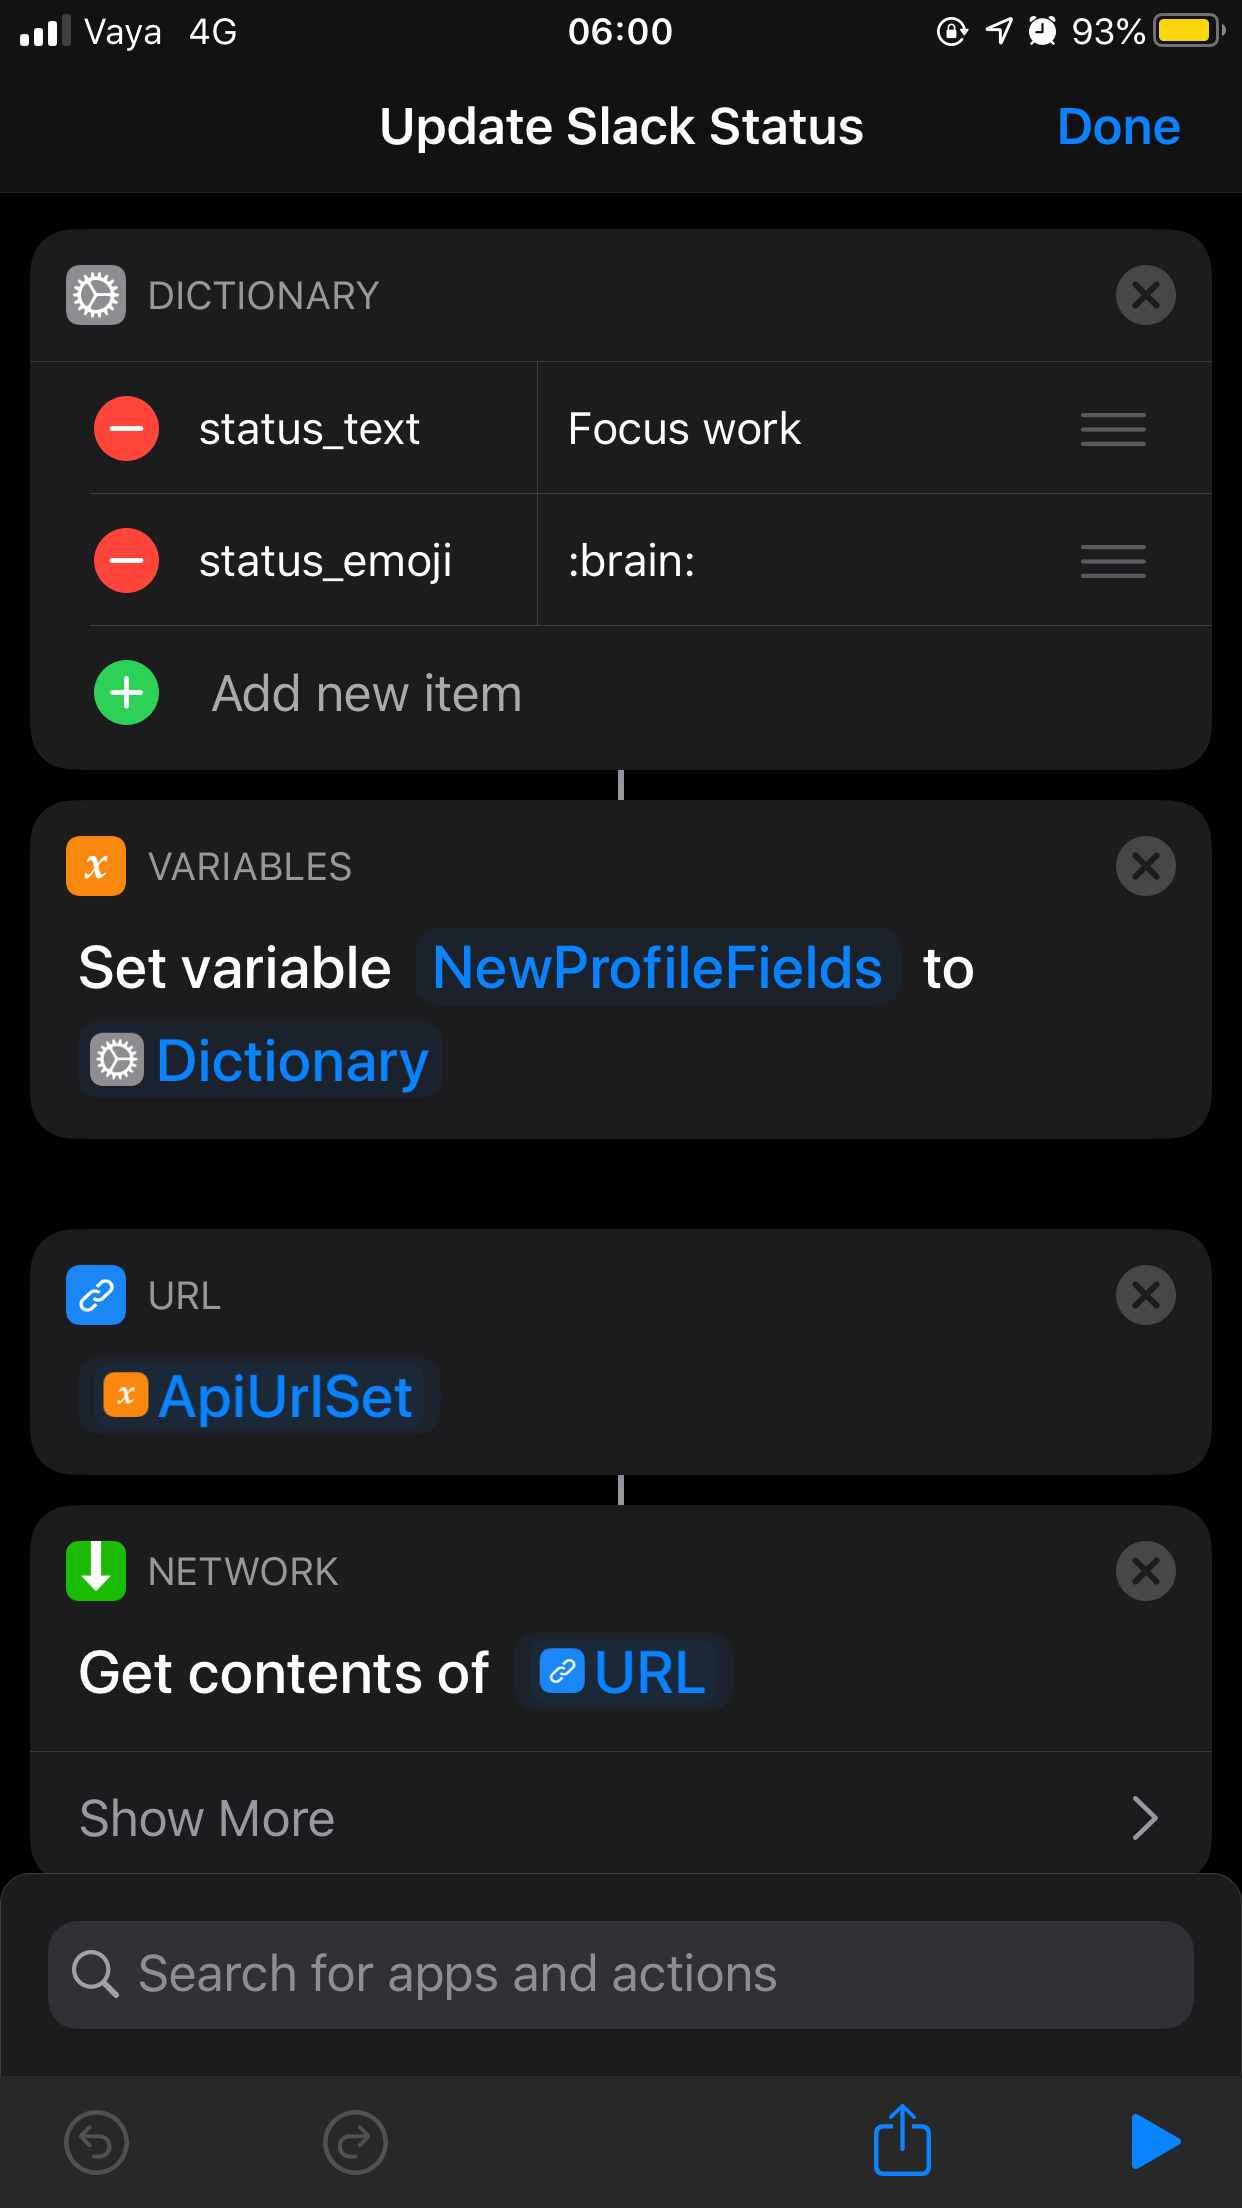 Vaya 4G 06:00 93%
Update Slack Status Done
DICTIONARY
status_text Focus work
status_emoji :brain:
Add new item
x VARIABLES
Set variable NewProfileFields to
Dictionary
URL
x ApiUrlSet
NETWORK
Get contents of URL
Show More
Search for apps and actions